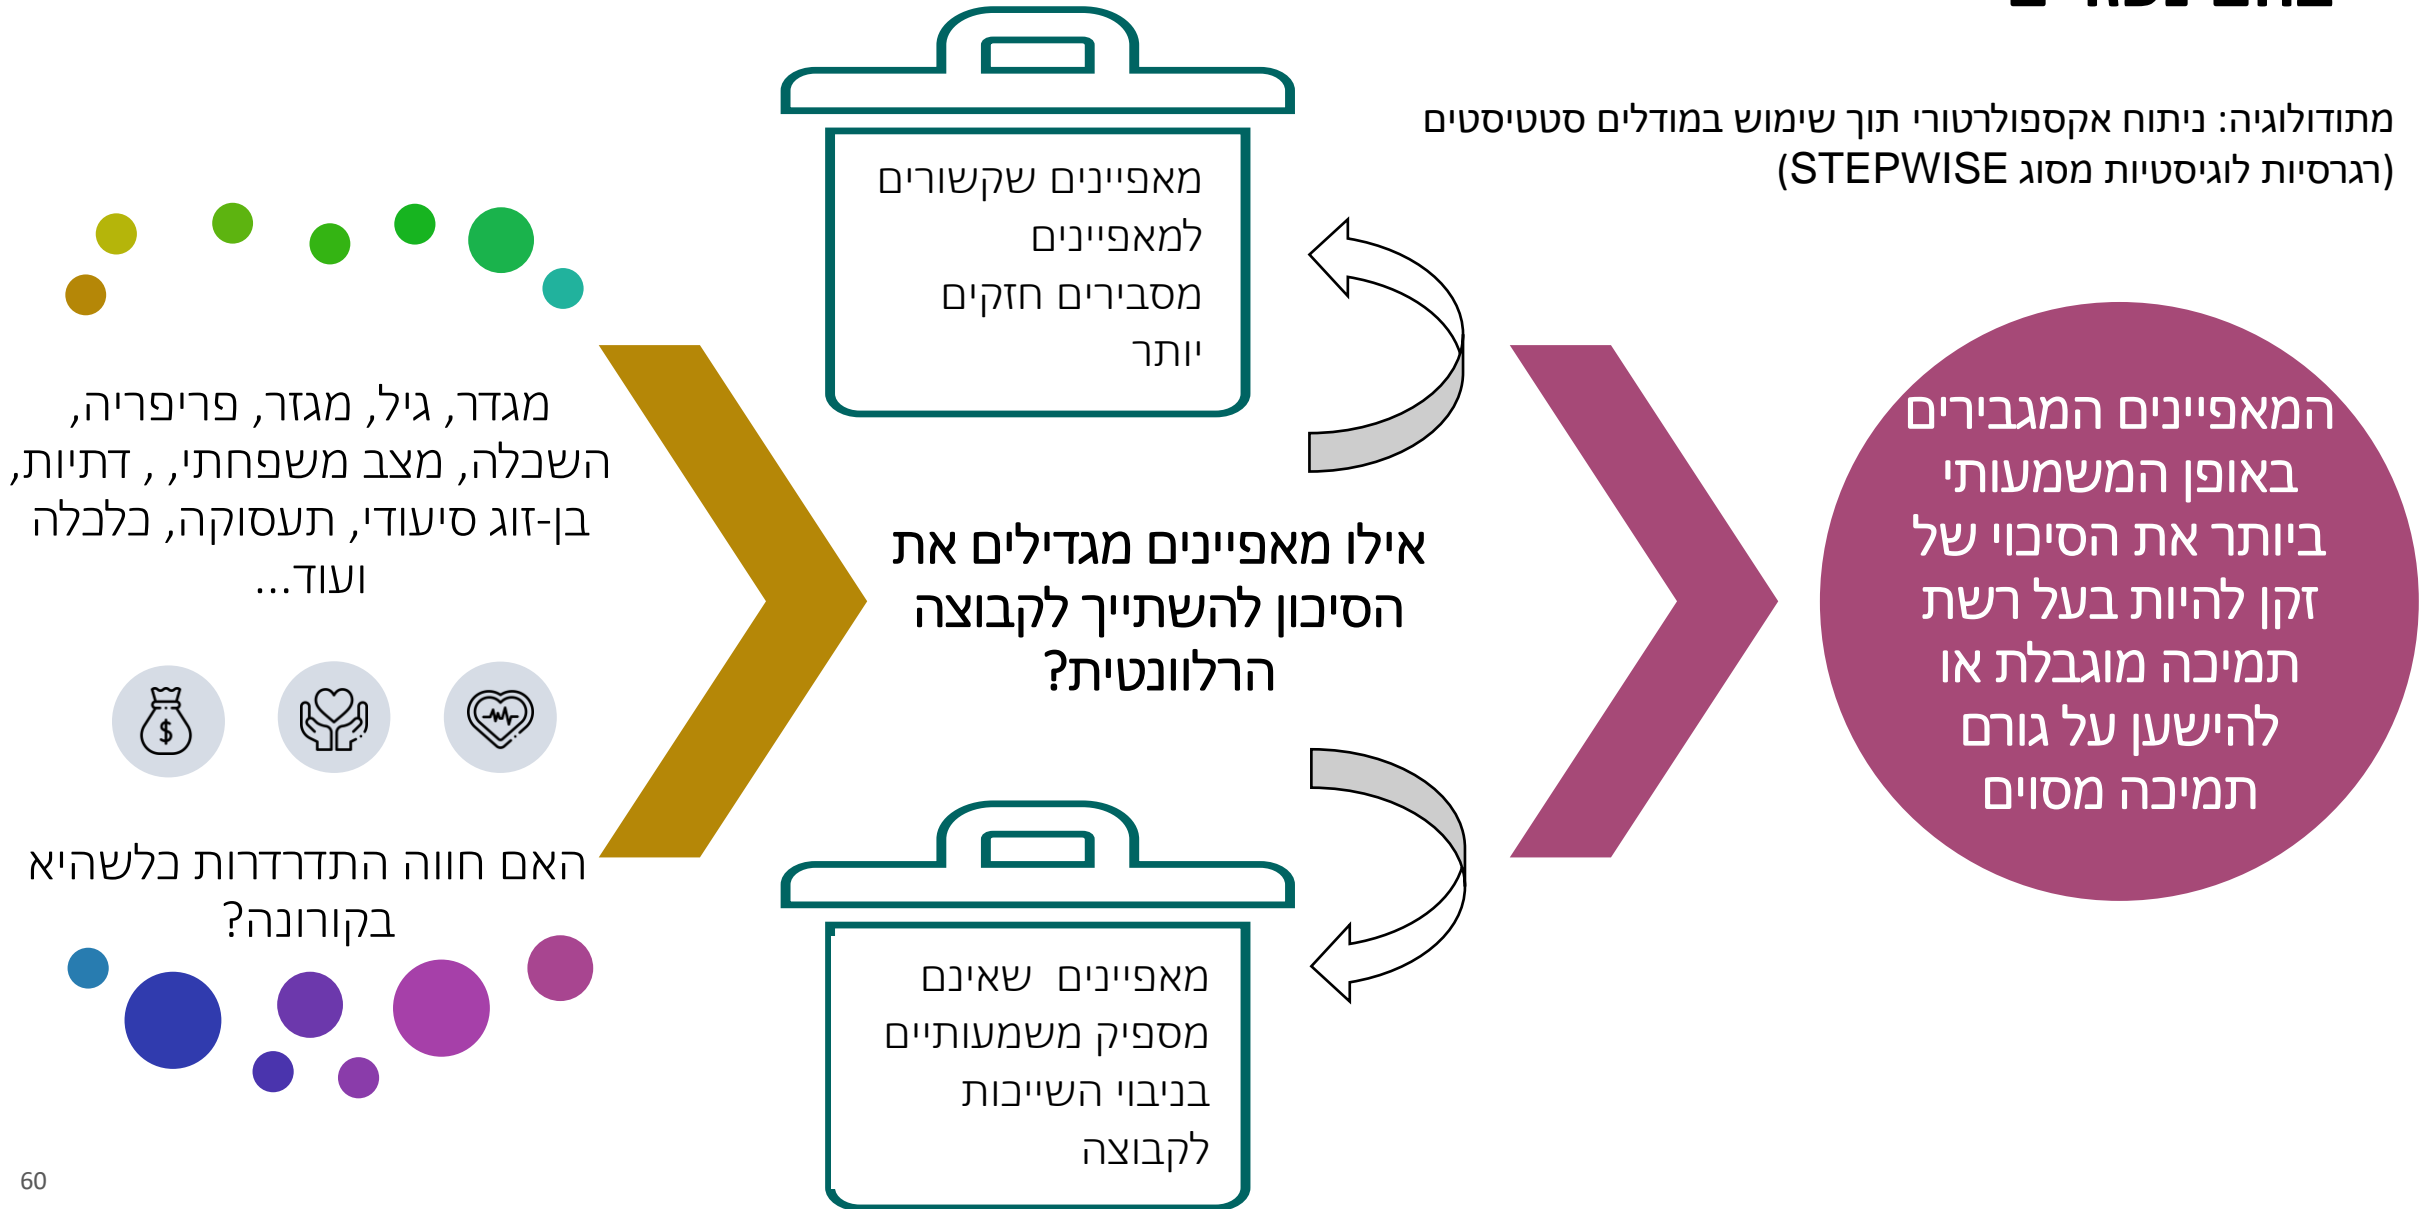 מתודולוגיה: ניתוח אקספולרטורי תוך שימוש במודלים סטטיסטים
(רגרסיות לוגיסטיות מסוג STEPWISE)
מאפיינים שקשורים
למאפיינים
מסבירים חזקים
יותר
מגדר, גיל, מגזר, פריפריה,
השכלה, מצב משפחתי, , דתיות,
בן-זוג סיעודי, תעסוקה, כלכלה
ועוד...
האם חווה התדרדרות כלשהיא
בקורונה?
אילו מאפיינים מגדילים את
הסיכון להשתייך לקבוצה
הרלוונטית?
מאפיינים שאינם
מספיק משמעותיים
בניבוי השייכות
לקבוצה
המאפיינים המגבירים
באופן המשמעותי
ביותר את הסיכוי של
זקן להיות בעל רשת
תמיכה מוגבלת או
להישען על גורם
תמיכה מסוים
60